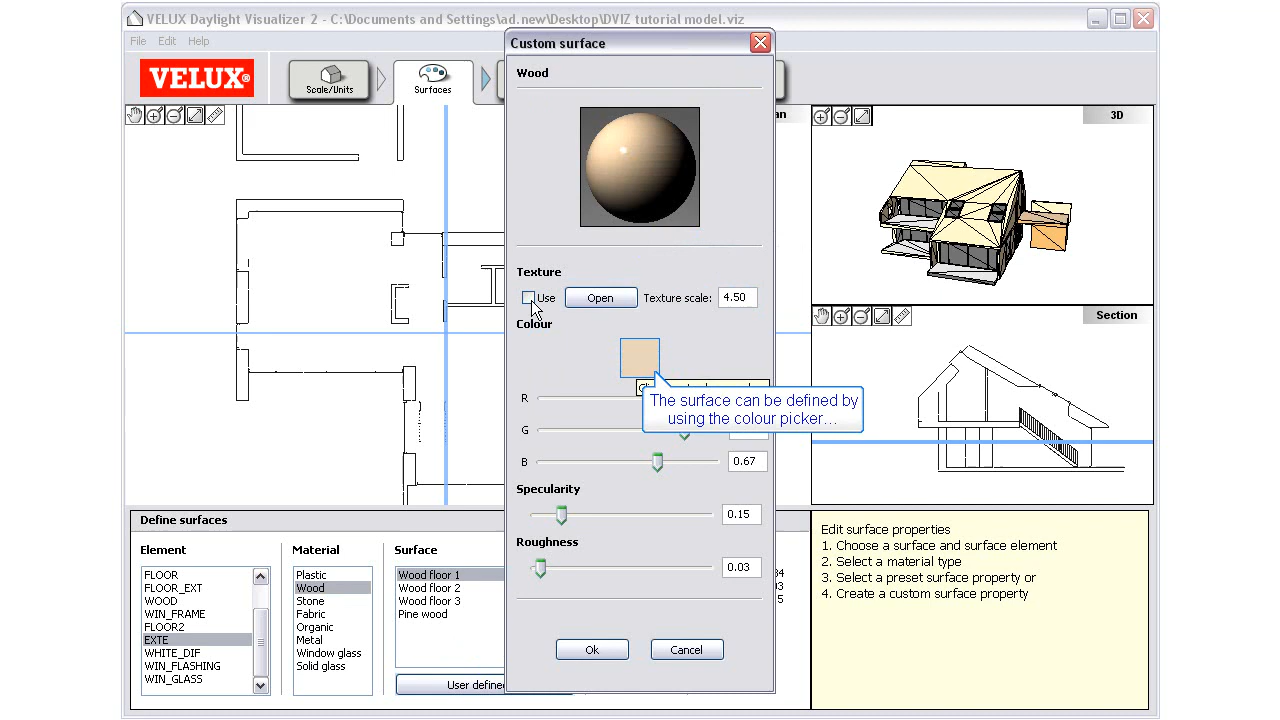 VELUX Daylight Visualizer 2 - C:\Documents and Settings\ad.new\Desktop\DVIZ tutorial model.viz
File Edit Help
VELUX®
Scale/Units
Surfaces
Custom surface
Wood
Texture
Use
Open
Texture scale:
4.50
Colour
The surface can be defined by
using the colour picker...
R
G
B
0.67
Specularity
0.15
Roughness
0.03
Ok
Cancel
3D
Section
Define surfaces
Element
FLOOR
FLOOR_EXT
WOOD
WIN_FRAME
FLOOR2
EXTE
WHITE_DIF
WIN_FLASHING
WIN_GLASS
Material
Plastic
Wood
Stone
Fabric
Organic
Metal
Window glass
Solid glass
Surface
Wood floor 1
Wood floor 2
Wood floor 3
Pine wood
User define
Edit surface properties
1. Choose a surface and surface element
2. Select a material type
3. Select a preset surface property or
4. Create a custom surface property